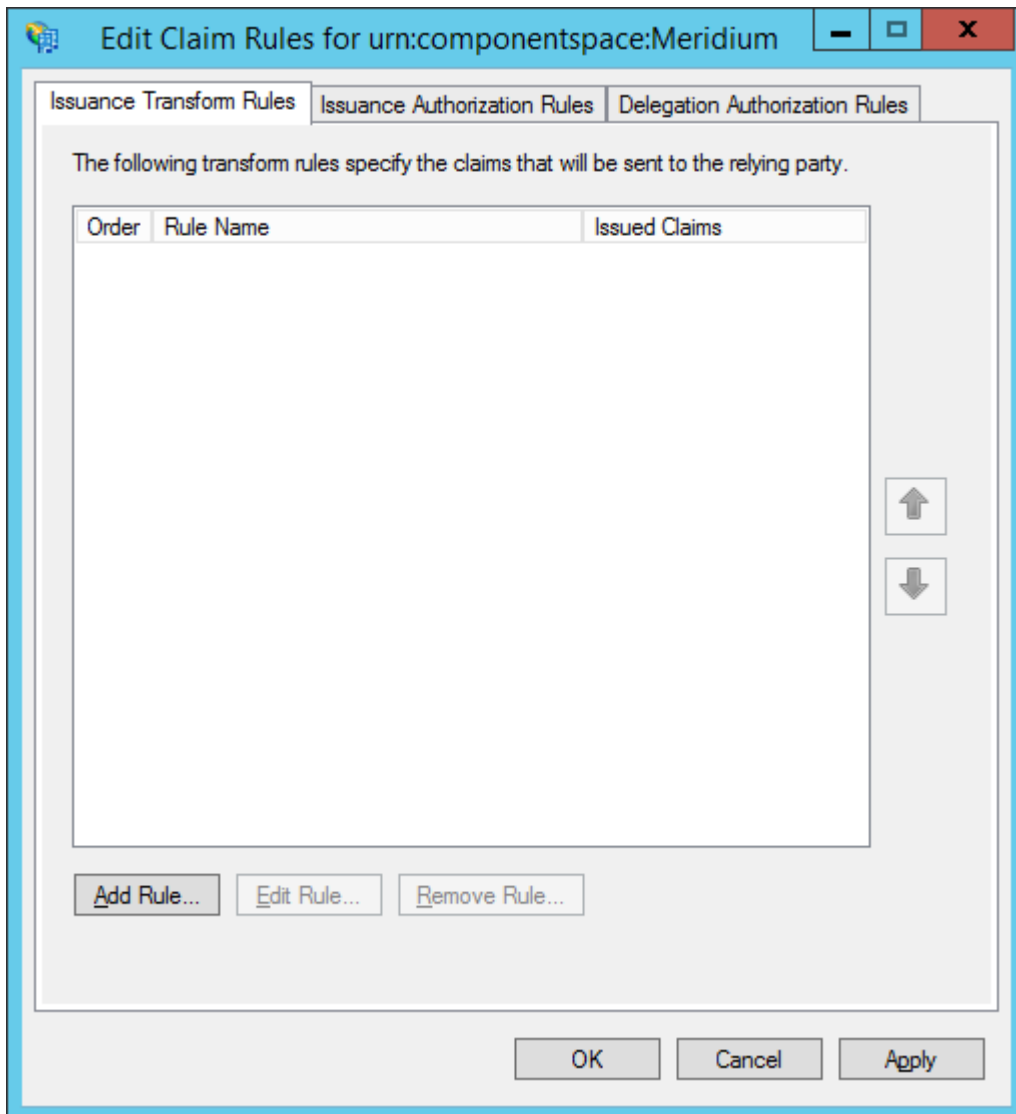 Edit Claim Rules for urn:componentspace:Meridium
Issuance Transform Rules Issuance Authorization Rules Delegation Authorization Rules
The following transform rules specify the claims that will be sent to the relying party.
Order Rule Name Issued Claims
Add Rule... Edit Rule... Remove Rule...
OK Cancel Apply